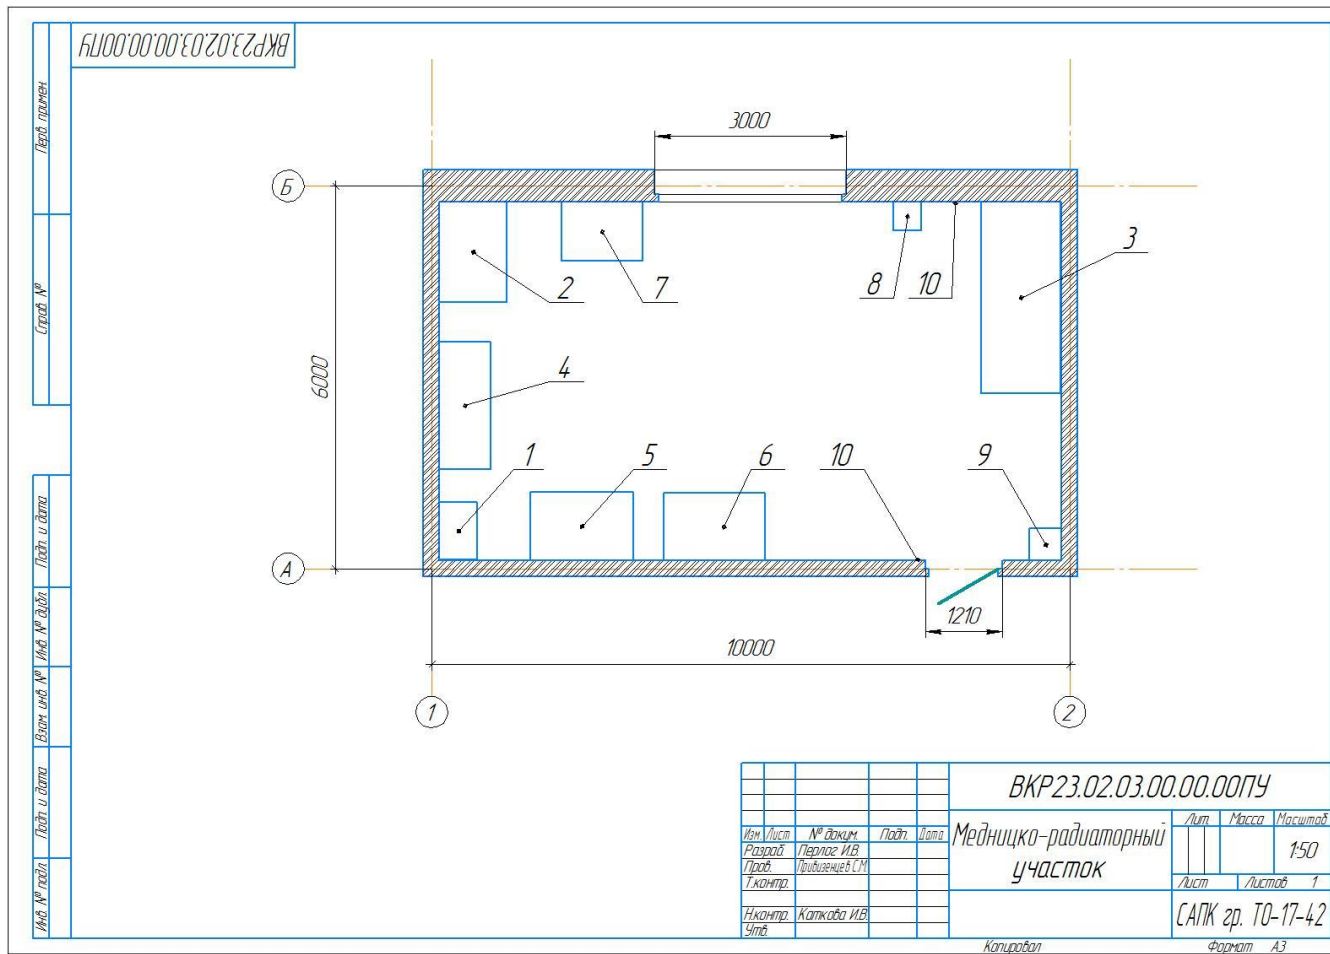 ВКР23.02.03.00.00.00ПУ
Перв. примен.
Справ. №
Подп. и дата
Инв. № дубл.
Взам. инв. №
Подп. и дата
Инв. № подл.
3000
Б
2
7
8
10
3
6000
4
1
5
6
10
9
А
1210
10000
1
2
ВКР23.02.03.00.00.00ПУ
Изм. Лист № докум. Подп. Дата
Разраб. Перлог И.В.
Пров. Привизенцев С.М.
Т.контр.
Н.контр. Каткова И.В.
Утв.
Медницко-радиаторный
участок
Лит. Масса Масштаб
1:50
Лист Листов 1
САПК гр. ТО-17-42
Копировал Формат А3